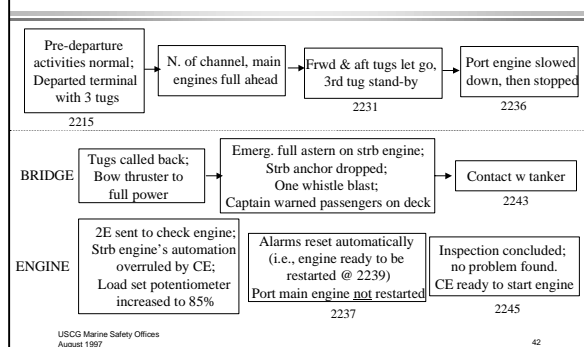 Pre-departure
activities normal;
Departed terminal
with 3 tugs
2215
N. of channel, main
engines full ahead
Frwd & aft tugs let go,
3rd tug stand-by
2231
Port engine slowed
down, then stopped
2236
BRIDGE
Tugs called back;
Bow thruster to
full power
Emerg. full astern on strb engine;
Strb anchor dropped;
One whistle blast;
Captain warned passengers on deck
Contact w tanker
2243
ENGINE
2E sent to check engine;
Strb engine's automation
overruled by CE;
Load set potentiometer
increased to 85%
Alarms reset automatically
(i.e., engine ready to be
restarted @ 2239)
Port main engine not restarted
2237
Inspection concluded;
no problem found.
CE ready to start engine
2245
USCG Marine Safety Offices
August 1997
42